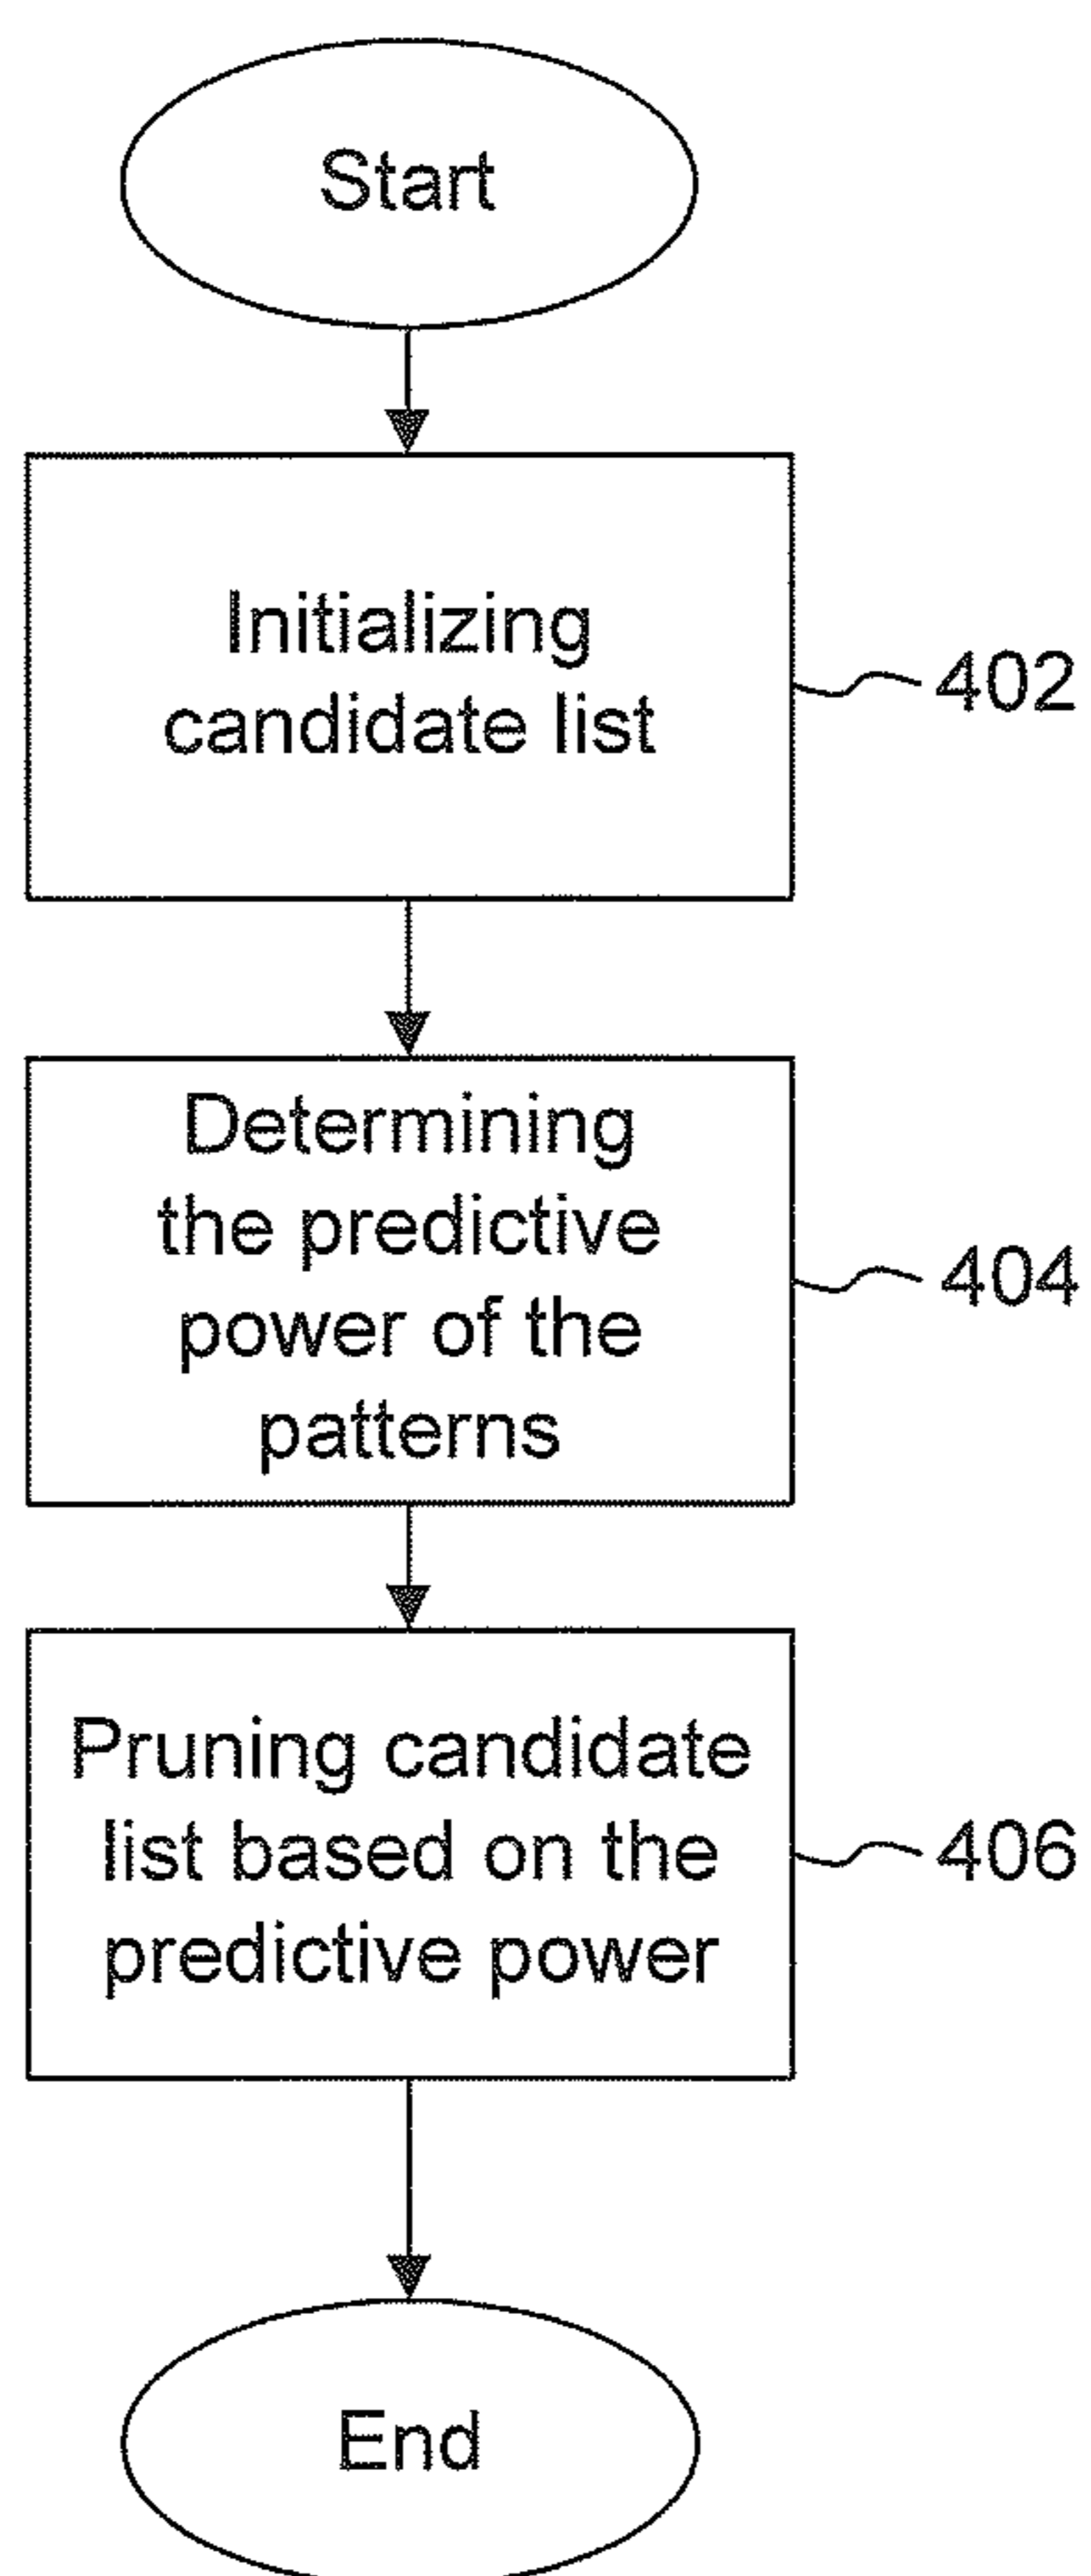 Start
Initializing
candidate list
402
Determining
the predictive
power of the
patterns
404
Pruning candidate
list based on the
predictive power
406
End